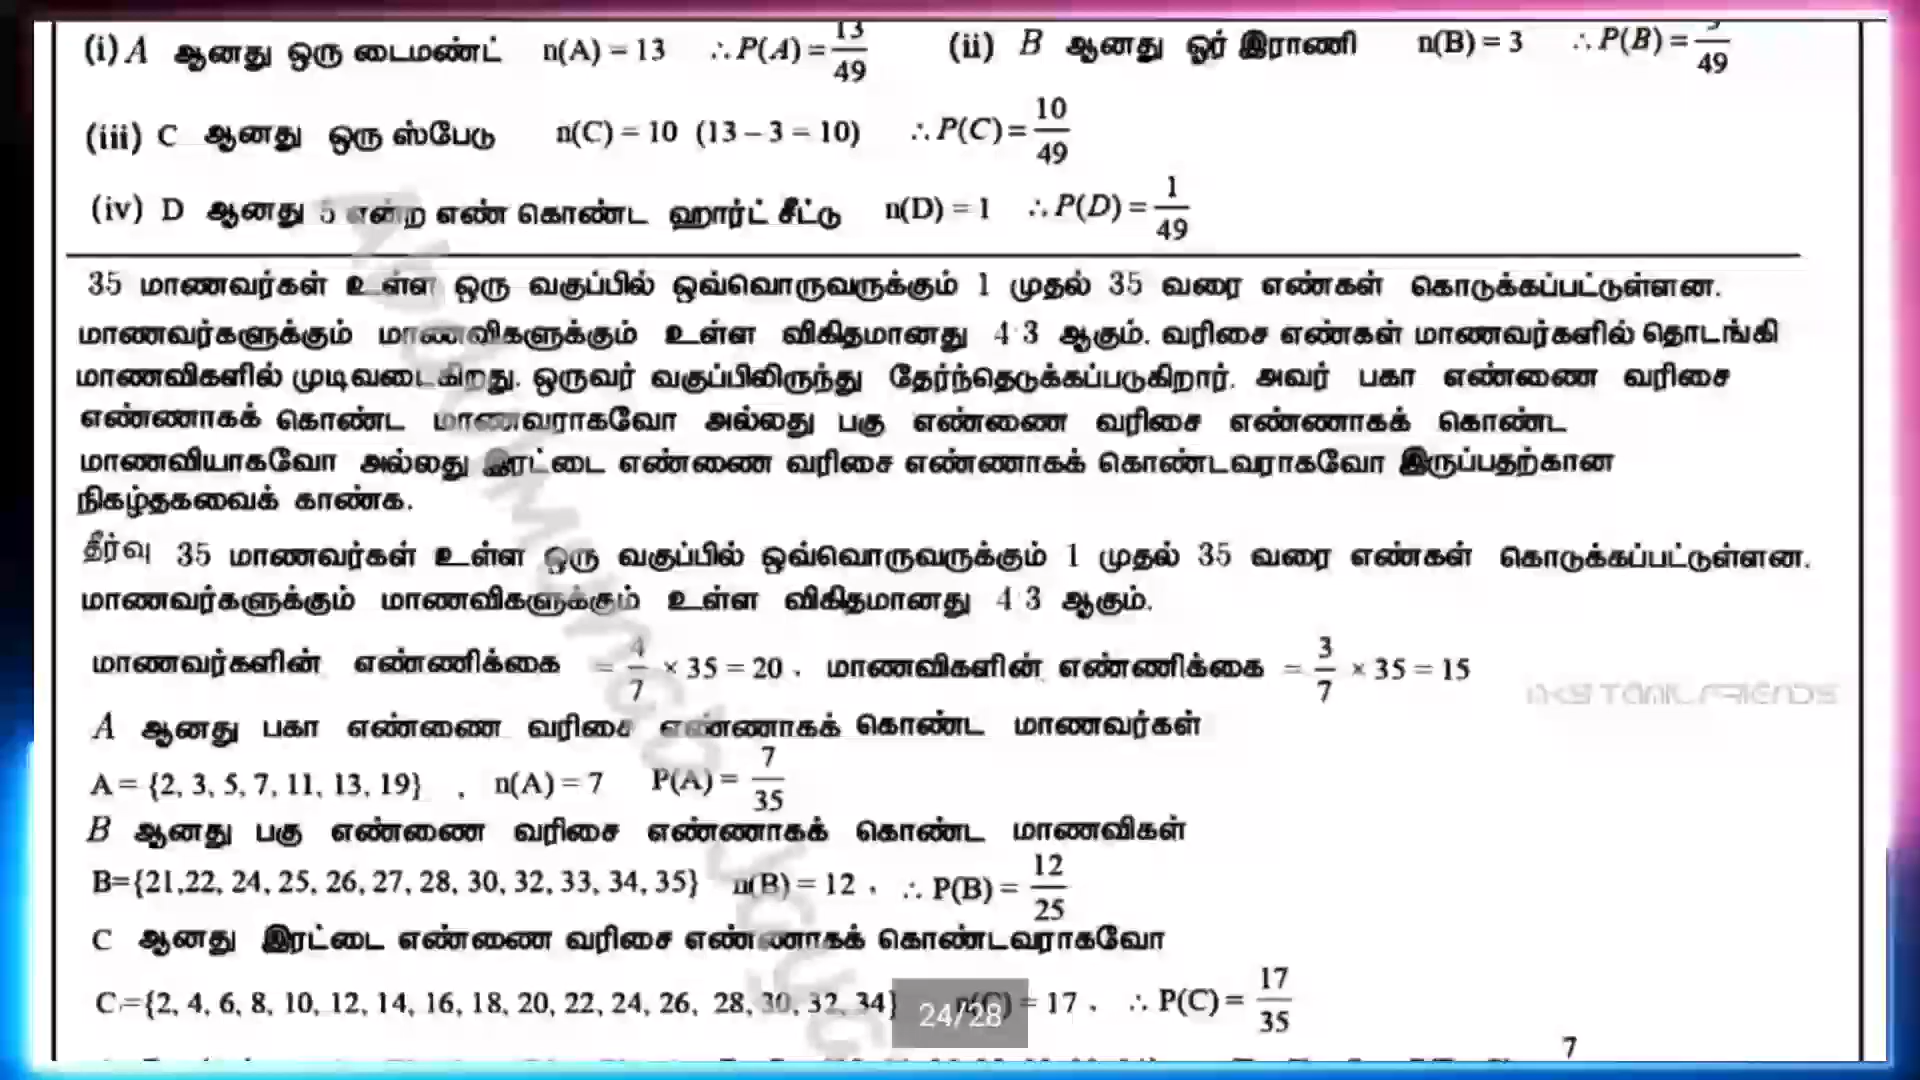 (i) A ஆனது ஒரு டைமண்ட் n(A) = 13 ∴ P(A) = 13/49 (ii) B ஆனது ஓர் இராணி n(B) = 3 ∴ P(B) = 3/49
(iii) C ஆனது ஒரு ஸ்பேடு n(C) = 10 (13 – 3 = 10) ∴ P(C) = 10/49
(iv) D ஆனது 5 என்ற எண் கொண்ட ஹார்ட் சீட்டு n(D) = 1 ∴ P(D) = 1/49
35 மாணவர்கள் உள்ள ஒரு வகுப்பில் ஒவ்வொருவருக்கும் 1 முதல் 35 வரை எண்கள் கொடுக்கப்பட்டுள்ளன.
மாணவர்களுக்கும் மாணவிகளுக்கும் உள்ள விகிதமானது 4:3 ஆகும். வரிசை எண்கள் மாணவர்களில் தொடங்கி
மாணவிகளில் முடிவடைகிறது. ஒருவர் வகுப்பிலிருந்து தேர்ந்தெடுக்கப்படுகிறார். அவர் பகா எண்ணை வரிசை
எண்ணாகக் கொண்ட மாணவராகவோ அல்லது பகு எண்ணை வரிசை எண்ணாகக் கொண்ட
மாணவியாகவோ அல்லது இரட்டை எண்ணை வரிசை எண்ணாகக் கொண்டவராகவோ இருப்பதற்கான
நிகழ்தகவைக் காண்க.
தீர்வு 35 மாணவர்கள் உள்ள ஒரு வகுப்பில் ஒவ்வொருவருக்கும் 1 முதல் 35 வரை எண்கள் கொடுக்கப்பட்டுள்ளன.
மாணவர்களுக்கும் மாணவிகளுக்கும் உள்ள விகிதமானது 4:3 ஆகும்.
மாணவர்களின் எண்ணிக்கை = 4/7 × 35 = 20 . மாணவிகளின் எண்ணிக்கை = 3/7 × 35 = 15
A ஆனது பகா எண்ணை வரிசை எண்ணாகக் கொண்ட மாணவர்கள்
A = {2, 3, 5, 7, 11, 13, 19} . n(A) = 7 P(A) = 7/35
B ஆனது பகு எண்ணை வரிசை எண்ணாகக் கொண்ட மாணவிகள்
B={21,22, 24, 25, 26, 27, 28, 30, 32, 33, 34, 35} n(B) = 12 . ∴ P(B) = 12/25
C ஆனது இரட்டை எண்ணை வரிசை எண்ணாகக் கொண்டவராகவோ
C ={2, 4, 6, 8, 10, 12, 14, 16, 18, 20, 22, 24, 26, 28, 30, 32, 34} n(C) = 17 . ∴ P(C) = 17/35
24/28